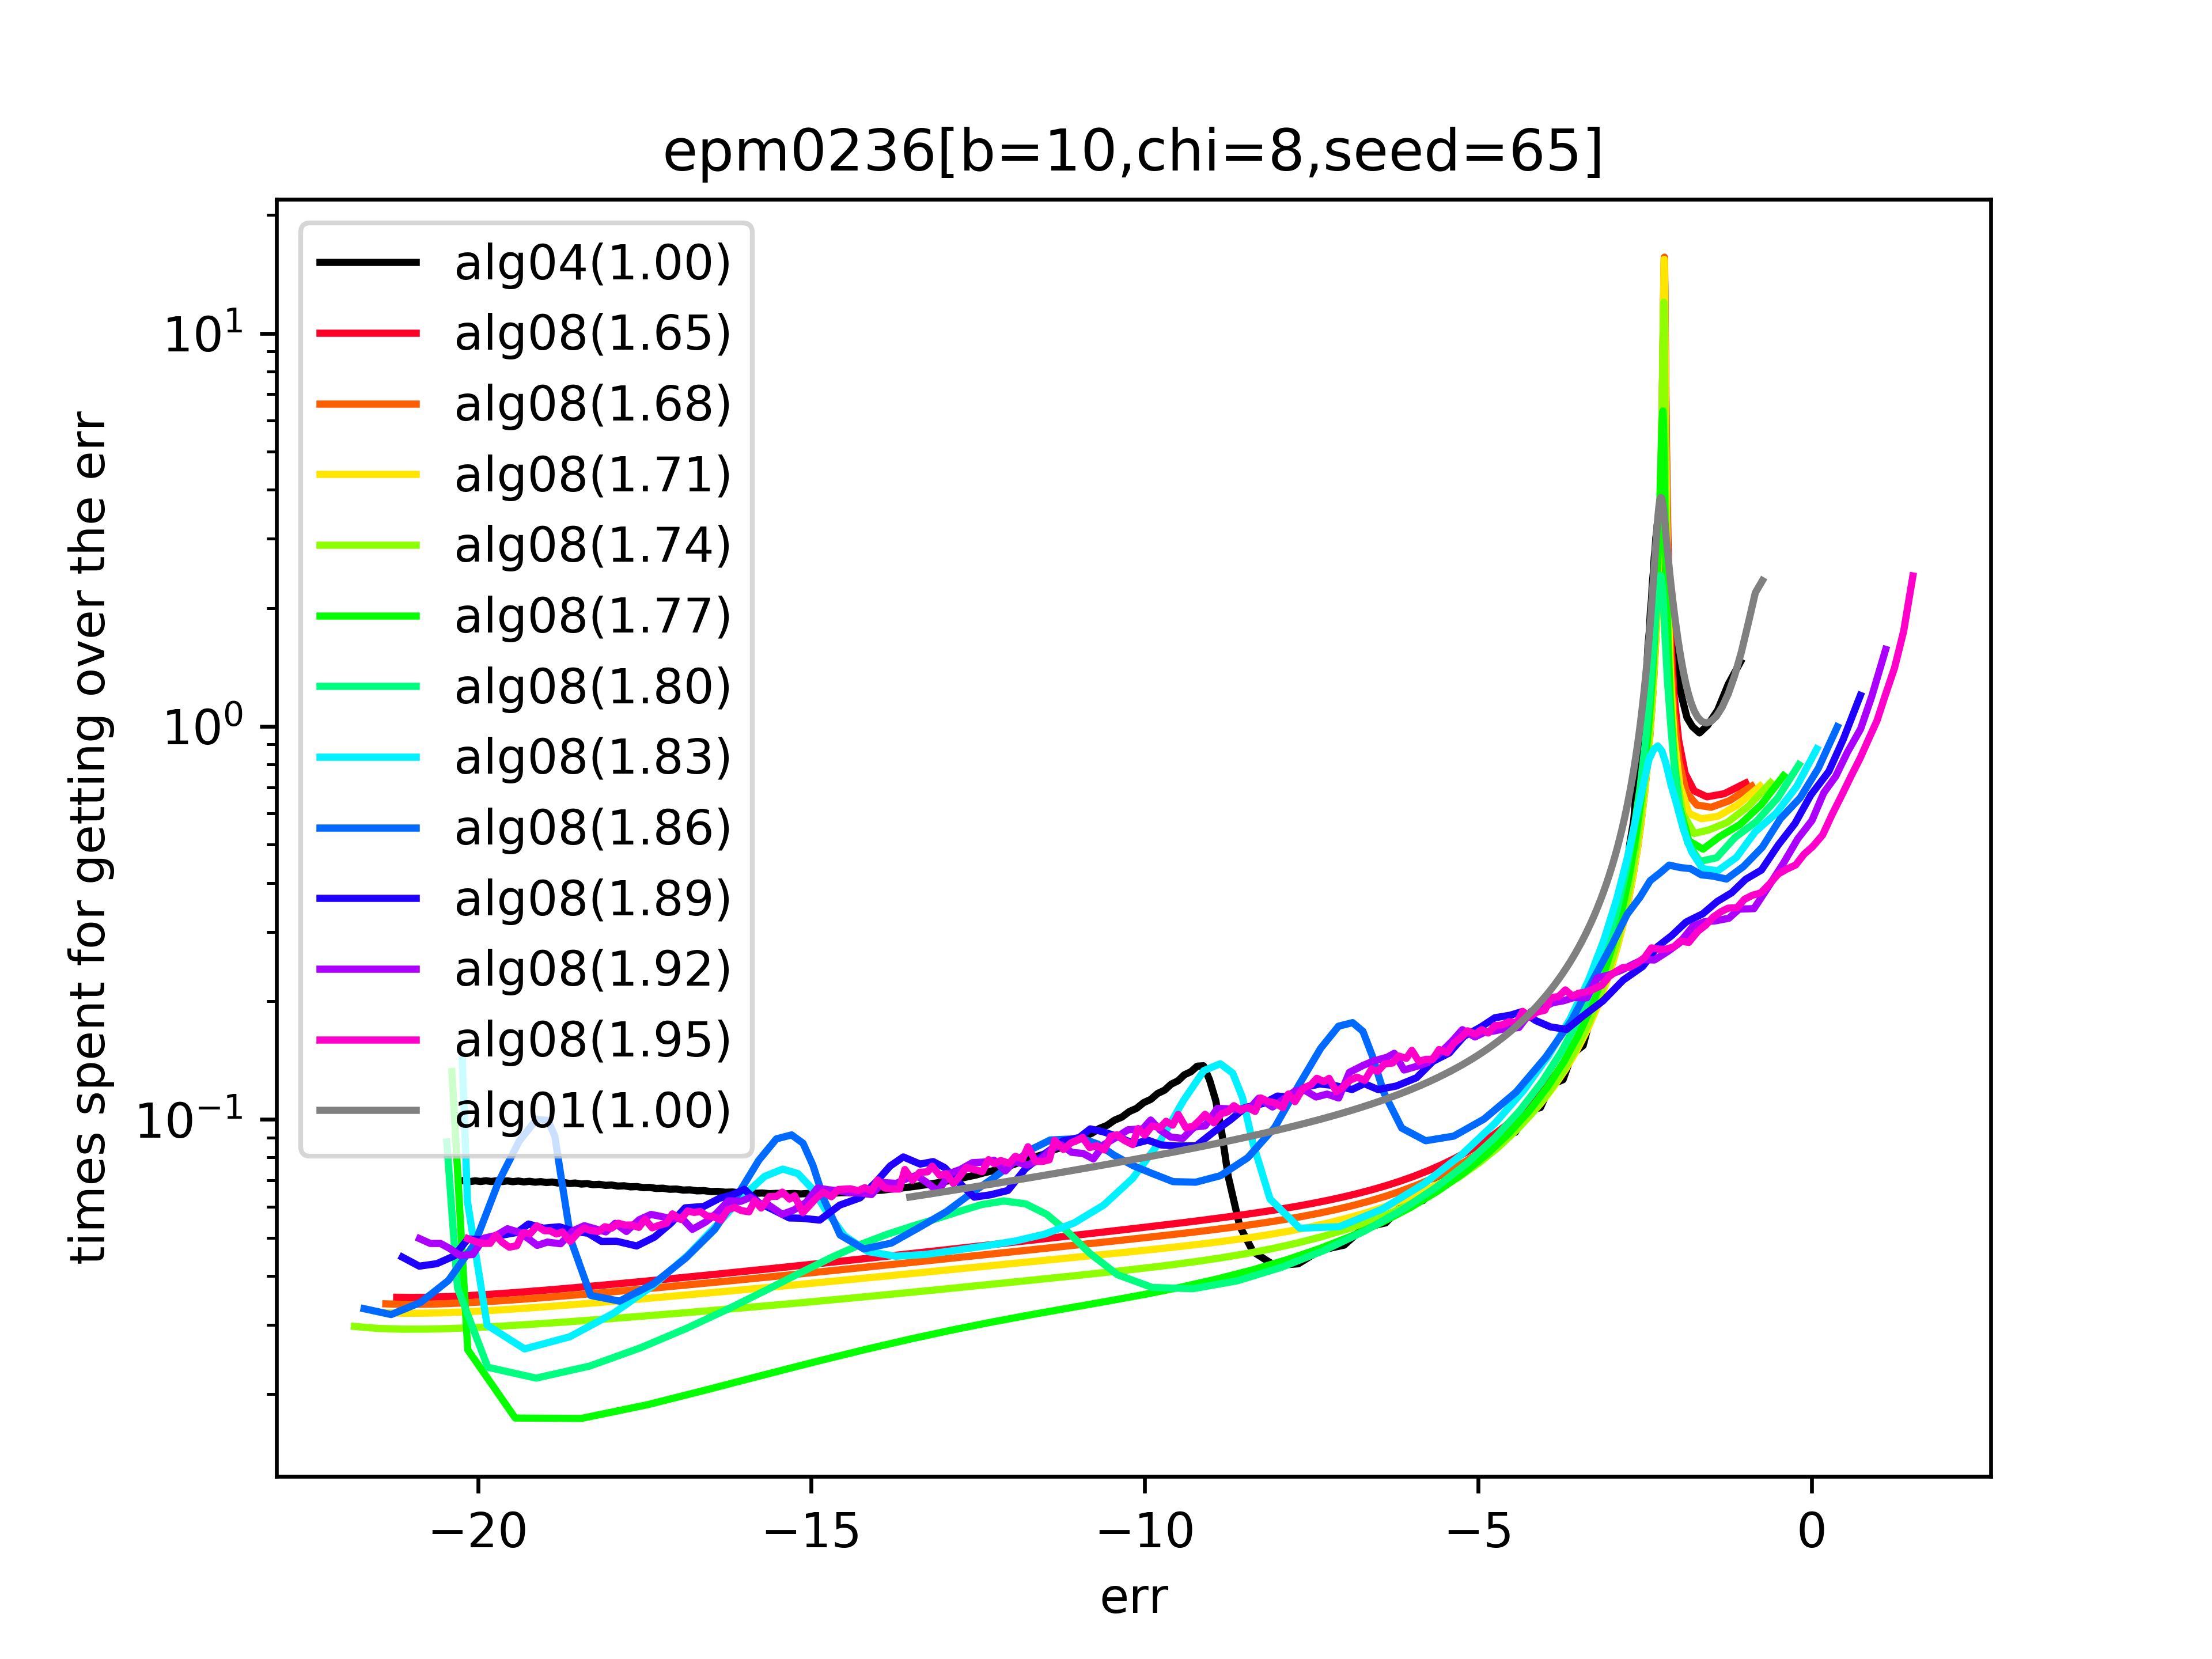 epm0236[b=10,chi=8,seed=65]
times spent for getting over the err
10¹
10⁰
10⁻¹
alg04(1.00)
alg08(1.65)
alg08(1.68)
alg08(1.71)
alg08(1.74)
alg08(1.77)
alg08(1.80)
alg08(1.83)
alg08(1.86)
alg08(1.89)
alg08(1.92)
alg08(1.95)
alg01(1.00)
−20 −15 −10 −5 0
err